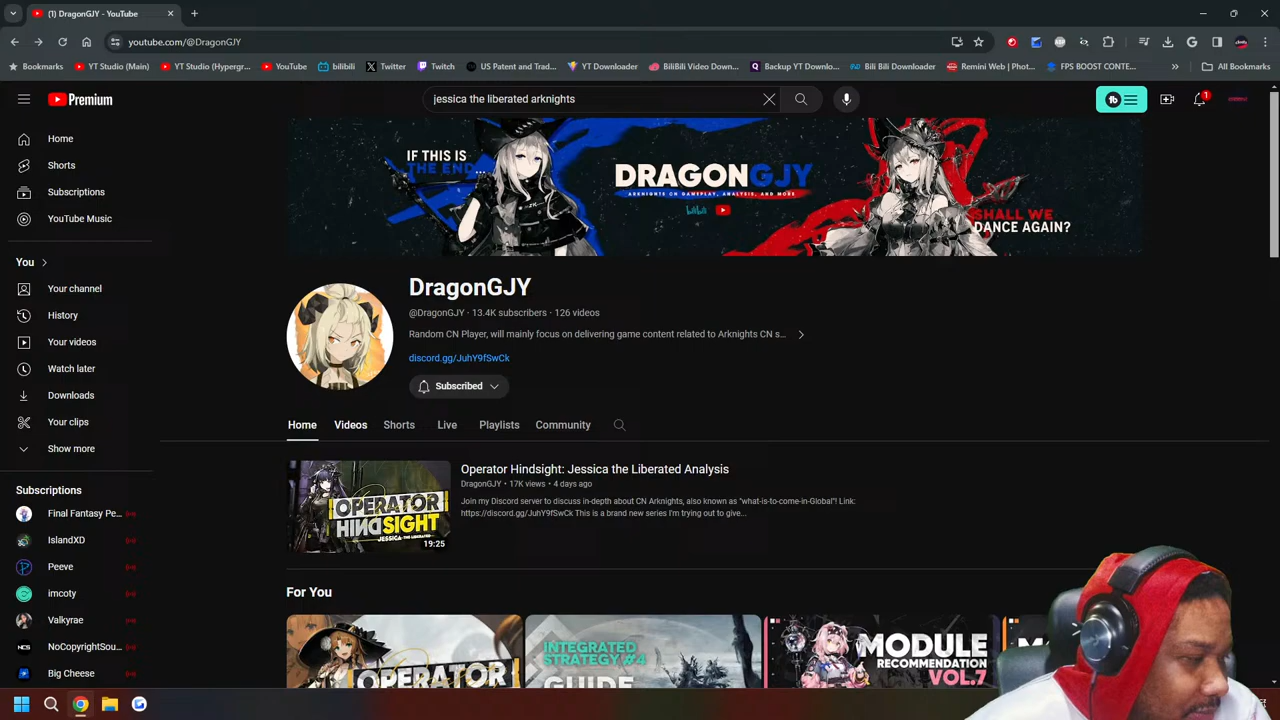 (1) DragonGJY - YouTube
youtube.com/@DragonGJY
Bookmarks
YT Studio (Main)
YT Studio (Hypergr...
YouTube
bilibili
Twitter
Twitch
US Patent and Trad...
YT Downloader
BiliBili Video Down...
Backup YT Downlo...
Bili Bili Downloader
Remini Web | Phot...
FPS BOOST CONTE...
»
All Bookmarks
Premium
jessica the liberated arknights
1
Home
Shorts
Subscriptions
YouTube Music
You
Your channel
History
Your videos
Watch later
Downloads
Your clips
Show more
Subscriptions
Final Fantasy Pe...
IslandXD
Peeve
imcoty
Valkyrae
NoCopyrightSou...
Big Cheese
IF THIS IS
THE END...
DRAGONGJY
ARKNIGHTS CN GAMEPLAY, ANALYSIS, AND MORE
bilibili
SHALL WE
DANCE AGAIN?
DragonGJY
@DragonGJY · 13.4K subscribers · 126 videos
Random CN Player, will mainly focus on delivering game content related to Arknights CN s...
discord.gg/JuhY9fSwCk
Subscribed
Home
Videos
Shorts
Live
Playlists
Community
OPERATOR
HINDSIGHT
JESSICA THE LIBERATED
19:25
Operator Hindsight: Jessica the Liberated Analysis
DragonGJY · 17K views · 4 days ago
Join my Discord server to discuss in-depth about CN Arknights, also known as "what-is-to-come-in-Global"! Link:
https://discord.gg/JuhY9fSwCk This is a brand new series I'm trying out to give...
For You
OPERATOR
INTEGRATED
STRATEGY #4
GUIDE
MODULE
RECOMMENDATION
VOL.7